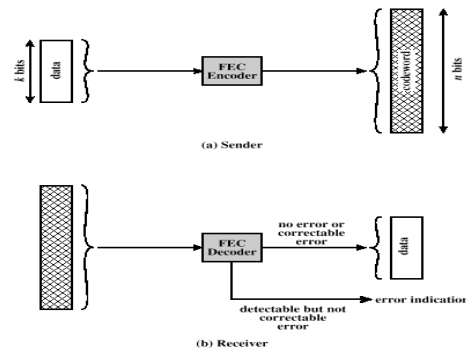 k bits
data
FEC
Encoder
codeword
n bits
(a) Sender
FEC
Decoder
no error or
correctable
error
data
error indication
detectable but not
correctable
error
(b) Receiver